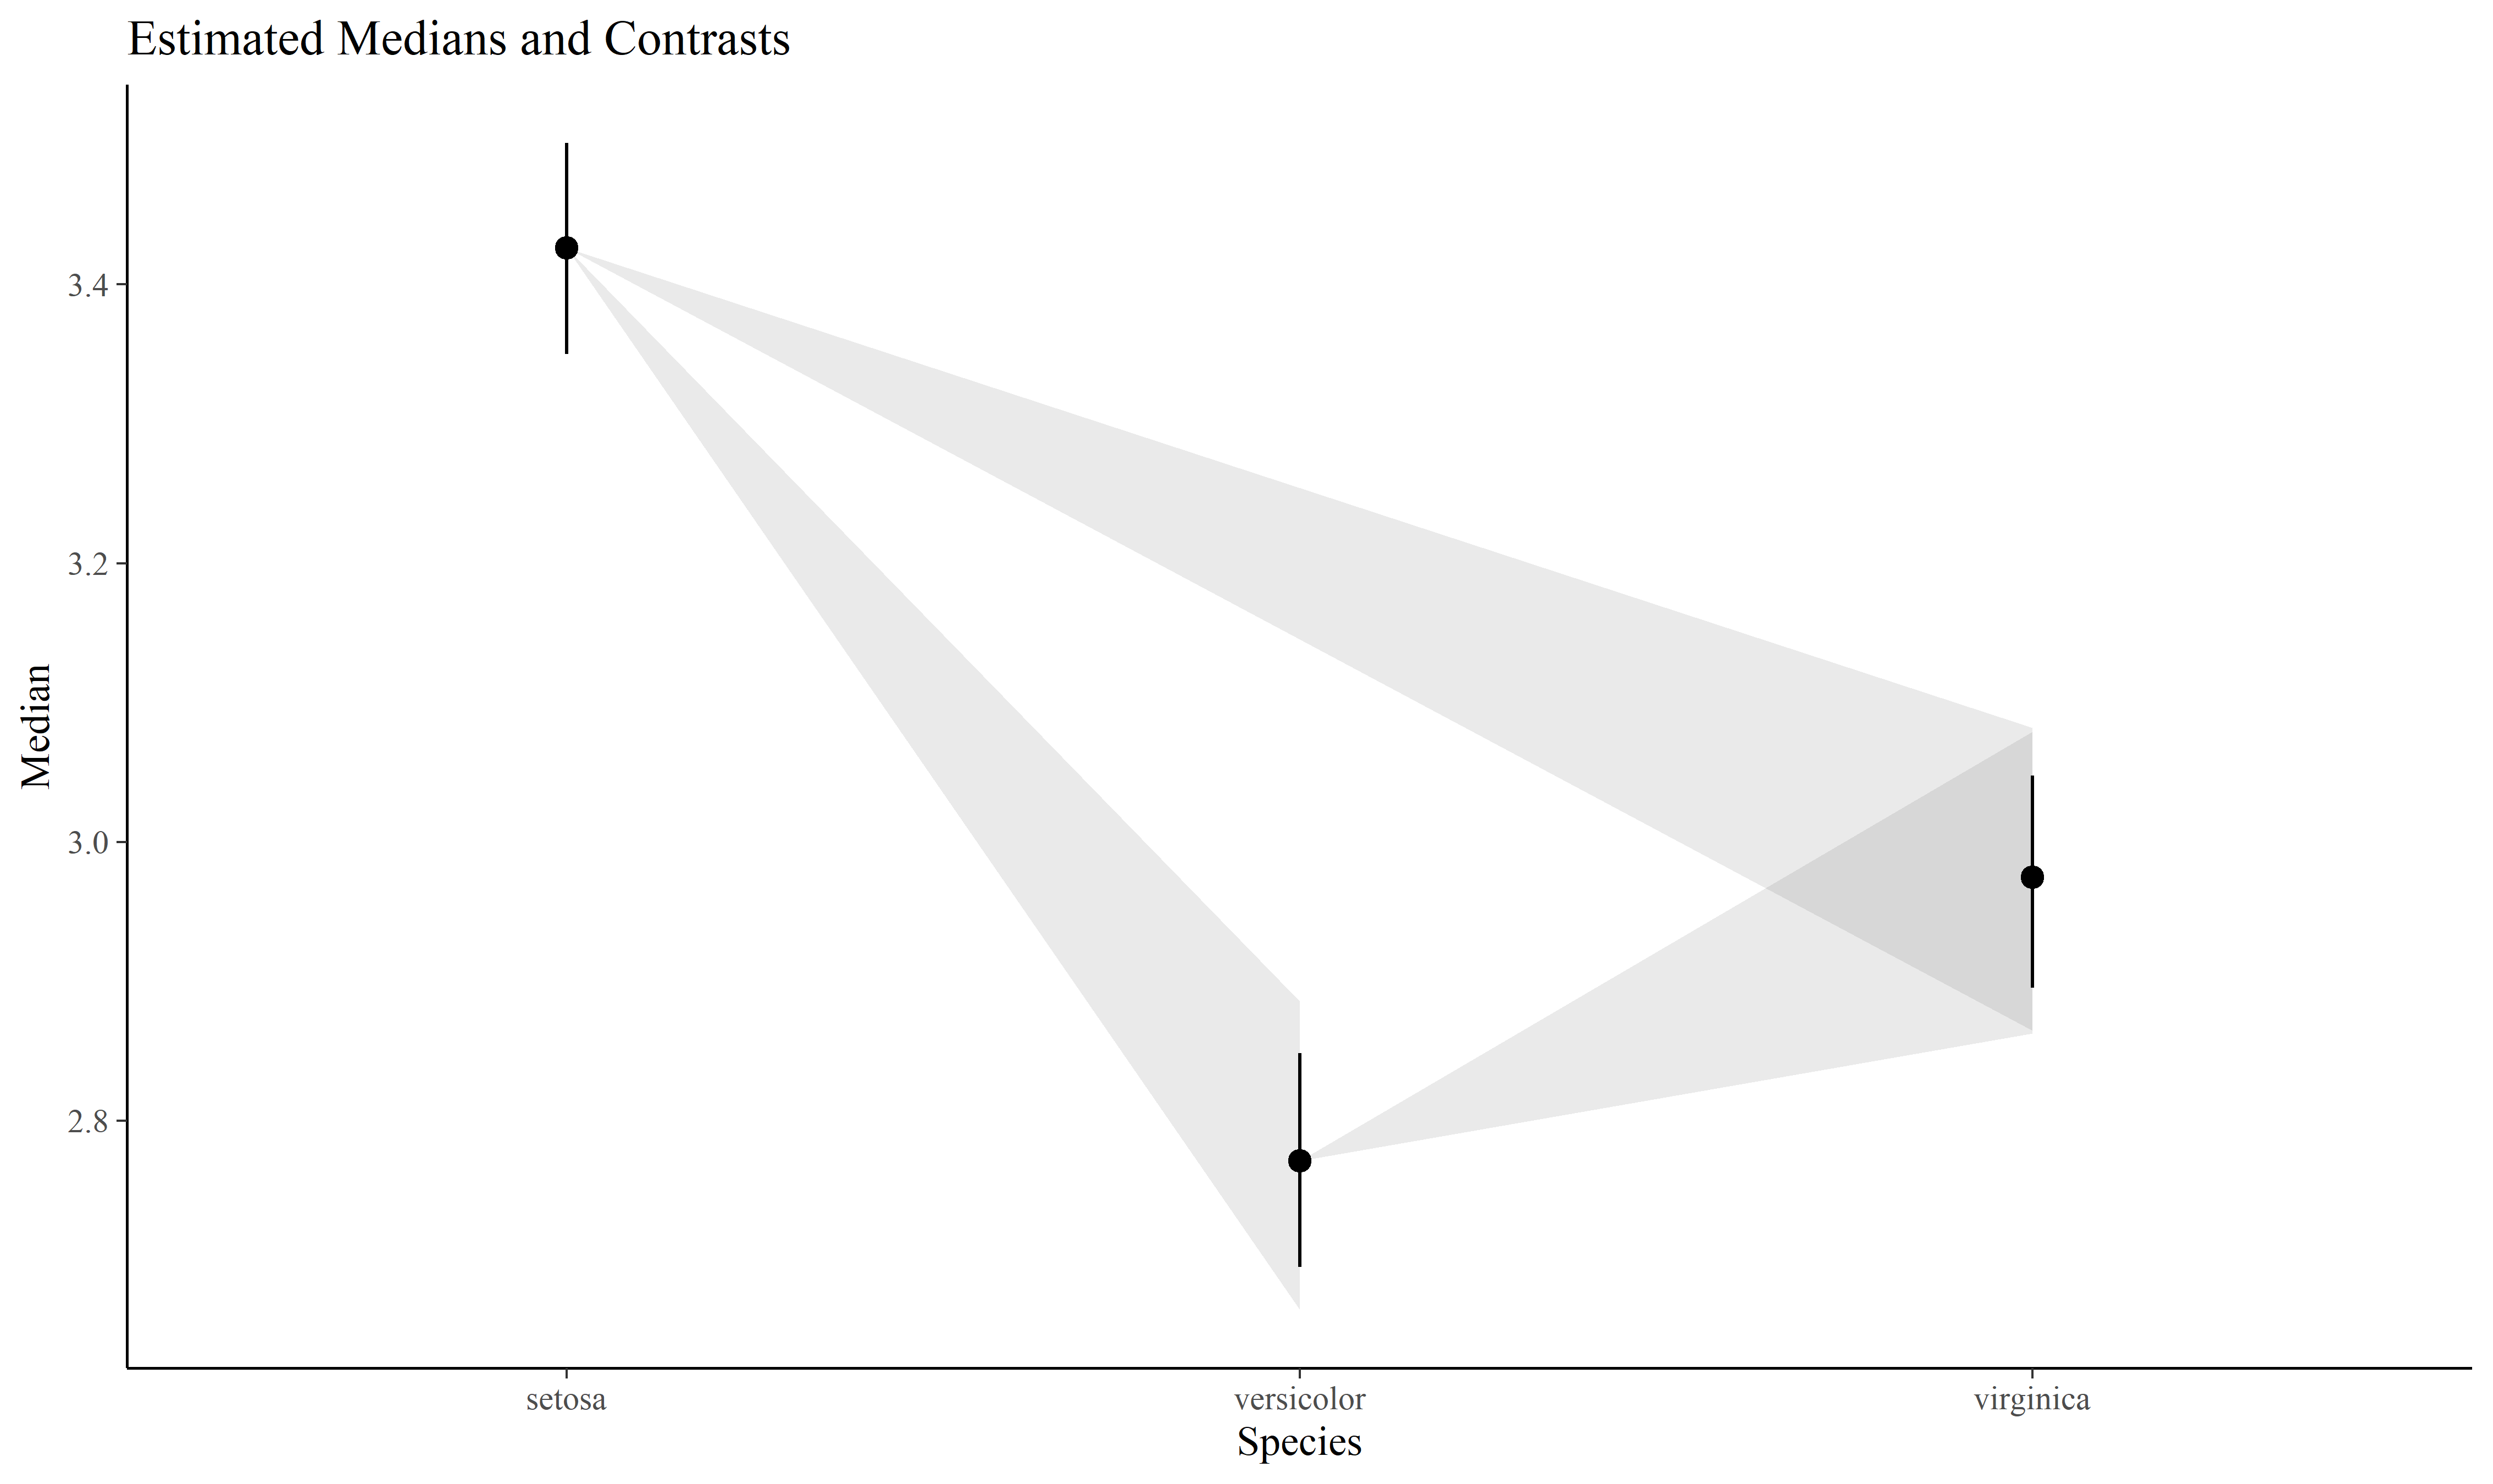 Estimated Medians and Contrasts
Median
3.4
3.2
3.0
2.8
setosa versicolor virginica
Species